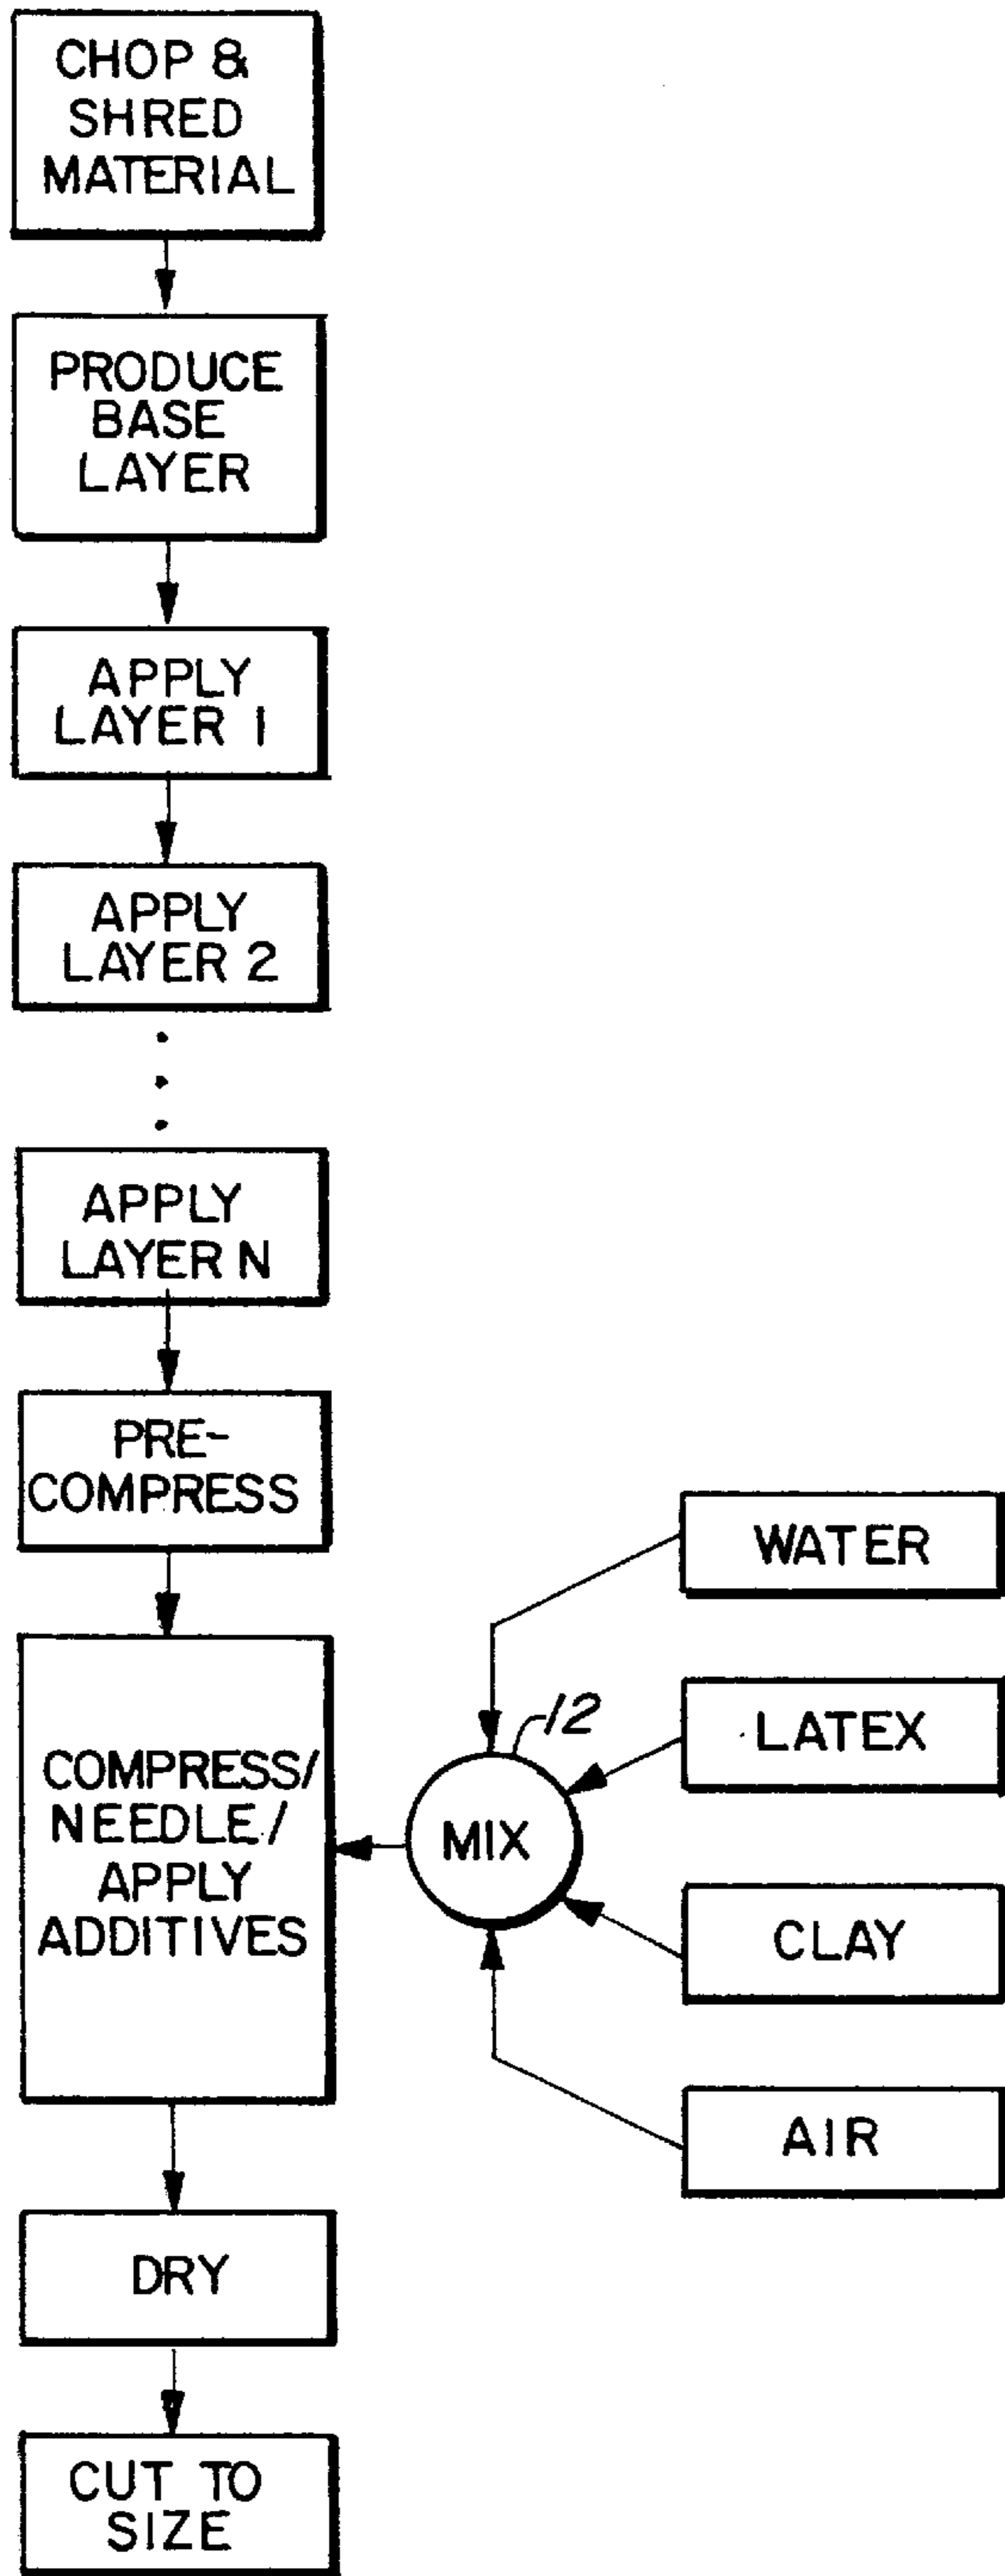 CHOP &
SHRED
MATERIAL
PRODUCE
BASE
LAYER
APPLY
LAYER 1
APPLY
LAYER 2
APPLY
LAYER N
PRE-
COMPRESS
COMPRESS/
NEEDLE/
APPLY
ADDITIVES
12
MIX
WATER
LATEX
CLAY
AIR
DRY
CUT TO
SIZE